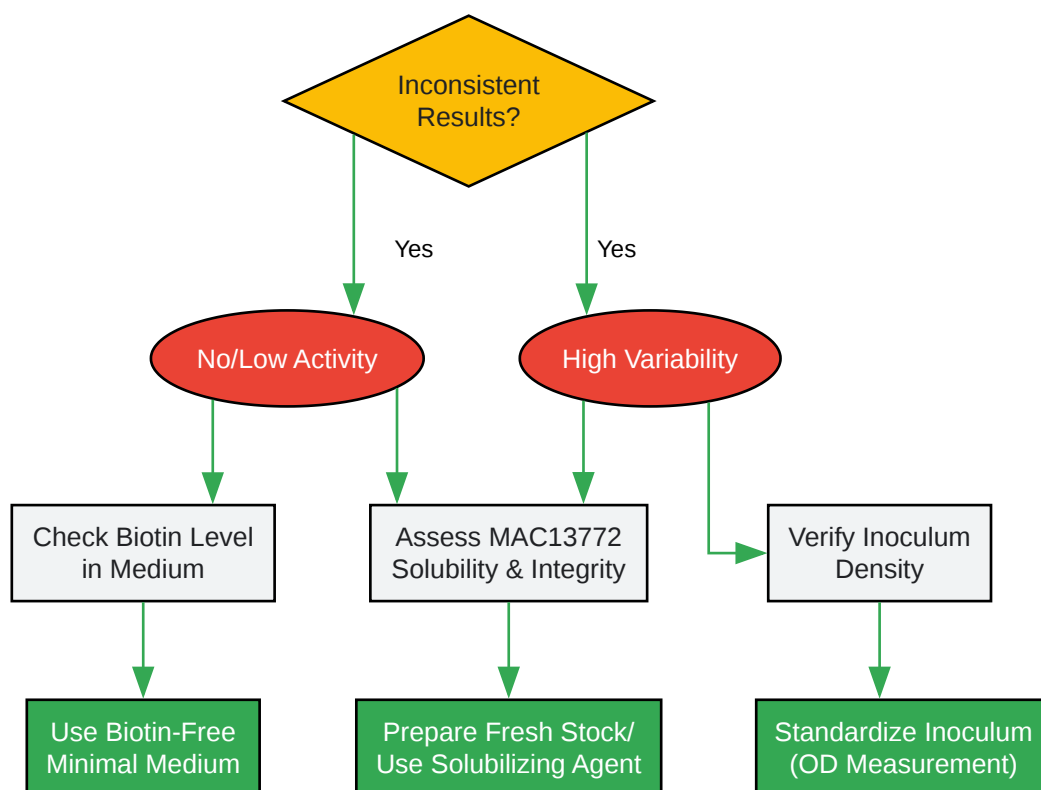 Inconsistent
Results?
Yes
Yes
No/Low Activity
High Variability
Check Biotin Level
in Medium
Assess MAC13772
Solubility & Integrity
Verify Inoculum
Density
Use Biotin-Free
Minimal Medium
Prepare Fresh Stock/
Use Solubilizing Agent
Standardize Inoculum
(OD Measurement)